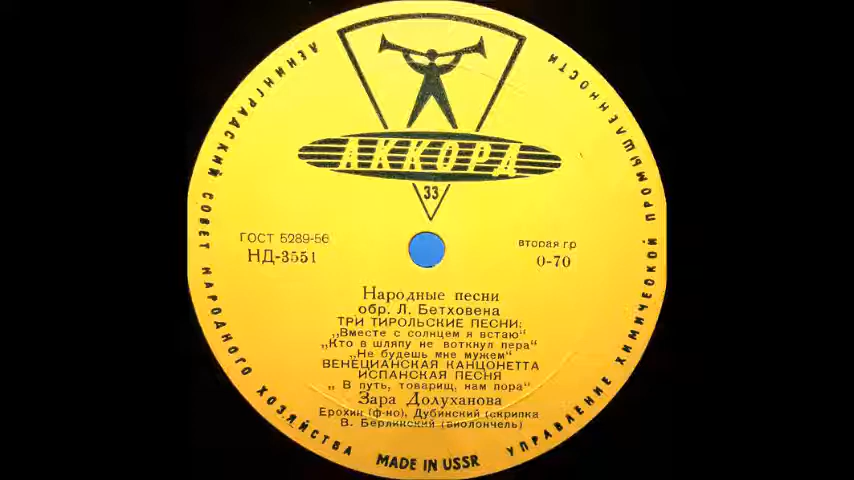 ЛЕНИНГРАДСКИЙ СОВЕТ НАРОДНОГО ХОЗЯЙСТВА
УПРАВЛЕНИЕ ХИМИЧЕСКОЙ ПРОМЫШЛЕННОСТИ
АККОРД
33
ГОСТ 5289-56
НД-3551
вторая гр
0-70
Народные песни
обр. Л. Бетховена
ТРИ ТИРОЛЬСКИЕ ПЕСНИ:
„Вместе с солнцем я встаю"
„Кто в шляпу не воткнул пера"
„Не будешь мне мужем"
ВЕНЕЦИАНСКАЯ КАНЦОНЕТТА
ИСПАНСКАЯ ПЕСНЯ
„ В путь, товарищ, нам пора"
Зара Долуханова
Ерохин (ф-но), Дубинский (скрипка
В. Берлинский (виолончель)
MADE IN USSR